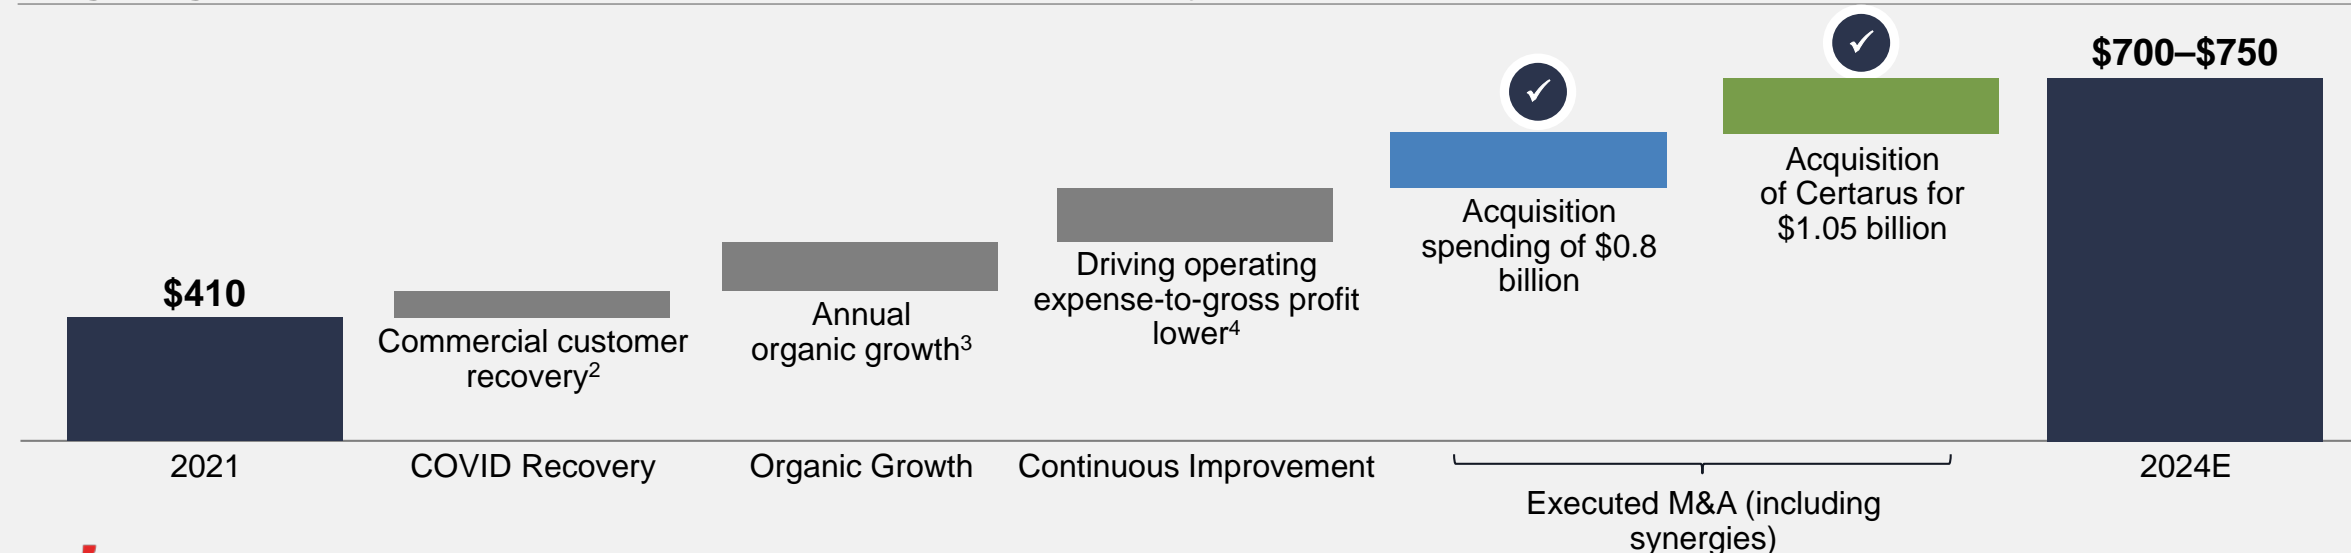 $700–$750
$410
Commercial customer
recovery²
Annual
organic growth³
Driving operating
expense-to-gross profit
lower⁴
Acquisition
spending of $0.8
billion
Acquisition
of Certarus for
$1.05 billion
2021
COVID Recovery
Organic Growth
Continuous Improvement
Executed M&A (including
synergies)
2024E